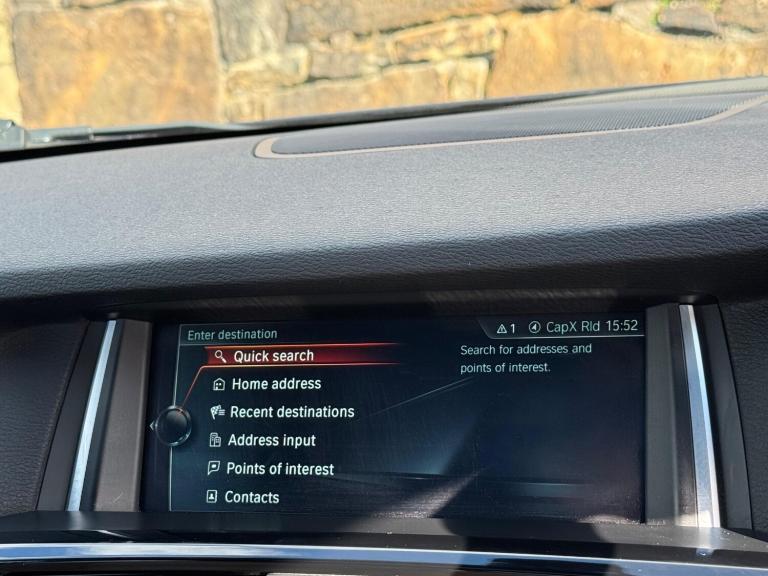 Enter destination
1 CapX Rld 15:52
Quick search
Search for addresses and
points of interest.
Home address
Recent destinations
Address input
Points of interest
Contacts